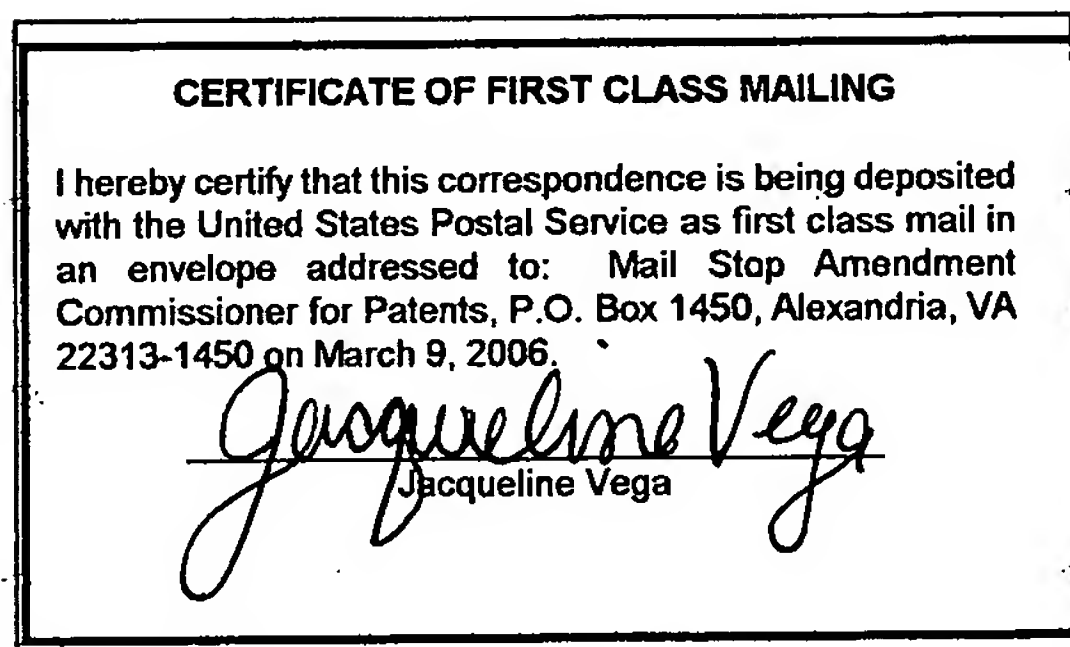 CERTIFICATE OF FIRST CLASS MAILING
I hereby certify that this correspondence is being deposited
with the United States Postal Service as first class mail in
an envelope addressed to: Mail Stop Amendment
Commissioner for Patents, P.O. Box 1450, Alexandria, VA
22313-1450 on March 9, 2006.
Jacqueline Vega
Jacqueline Vega